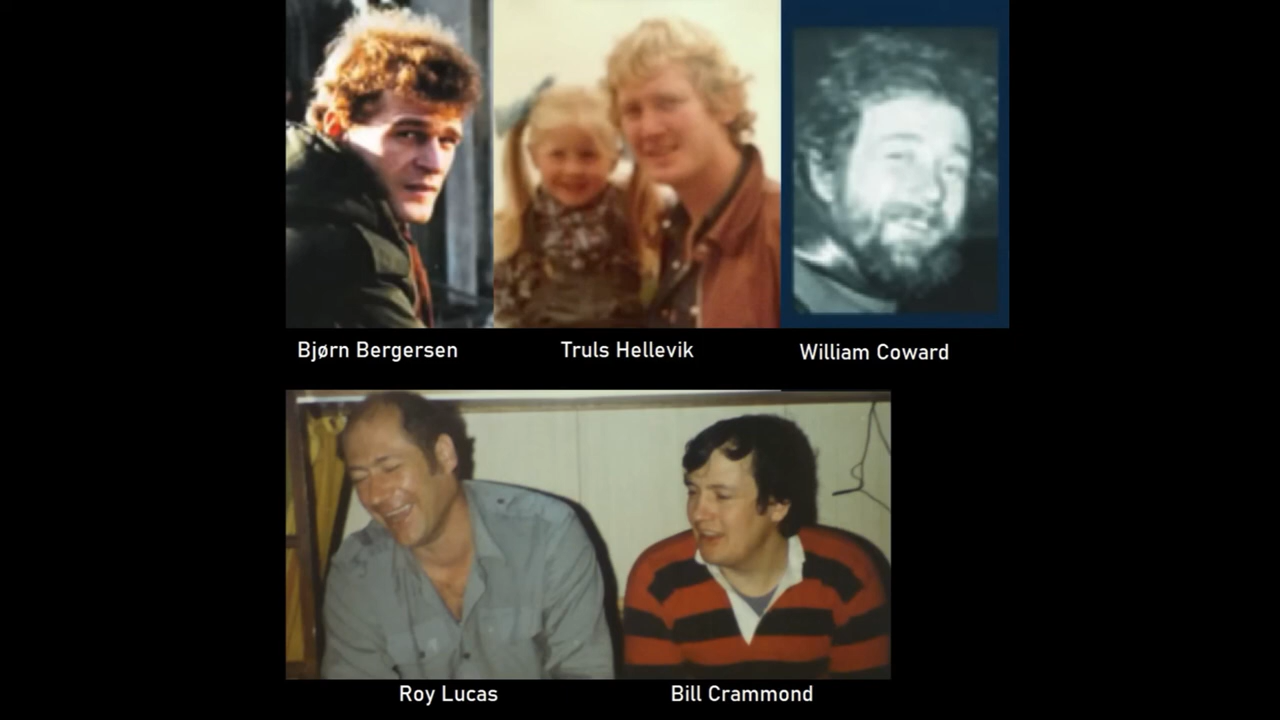 Bjørn Bergersen
Truls Hellevik
William Coward
Roy Lucas
Bill Crammond